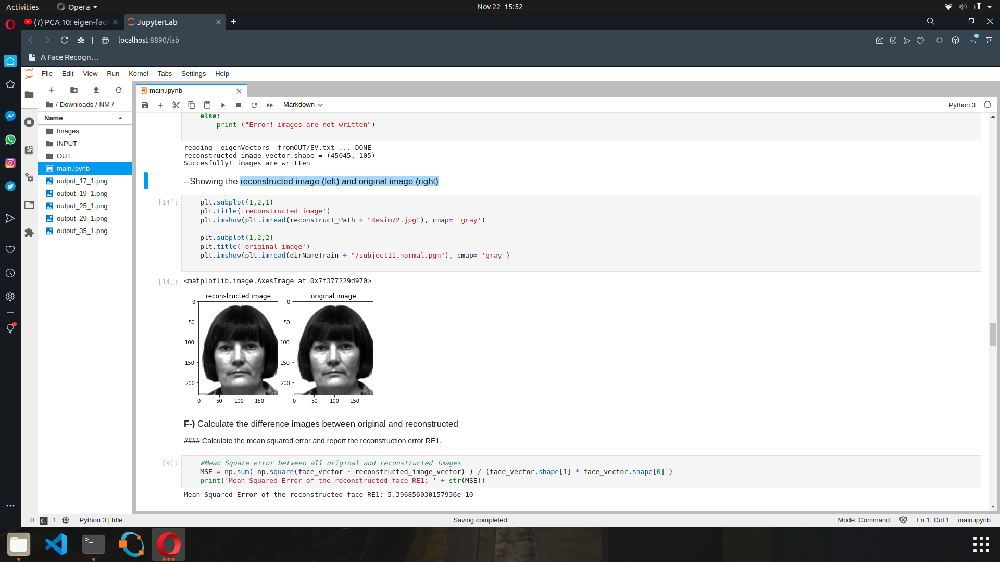 Activities
Opera
Nov 22 15:52
(7) PCA 10: eigen-face
JupyterLab
localhost:8890/lab
A Face Recogn…
File Edit View Run Kernel Tabs Settings Help
main.ipynb
/ Downloads / NM /
Markdown
Python 3
Name
Images
INPUT
OUT
main.ipynb
output_17_1.png
output_19_1.png
output_25_1.png
output_29_1.png
output_35_1.png
else:
print ("Error! images are not written")
reading -eigenVectors- fromOUT/EV.txt ... DONE
reconstructed_image_vector.shape = (45045, 105)
Succesfully! images are written
--Showing the reconstructed image (left) and original image (right)
[14]:
plt.subplot(1,2,1)
plt.title('reconstructed image')
plt.imshow(plt.imread(reconstruct_Path + "Resim72.jpg"), cmap= 'gray')
plt.subplot(1,2,2)
plt.title('original image')
plt.imshow(plt.imread(dirNameTrain + "/subject11.normal.pgm"), cmap= 'gray')
[14]:
<matplotlib.image.AxesImage at 0x7f377229d970>
reconstructed image
0
50
100
150
200
0 50 100 150
original image
0
50
100
150
200
0 50 100 150
F-) Calculate the difference images between original and reconstructed
#### Calculate the mean squared error and report the reconstruction error RE1.
[9]:
#Mean Square error between all original and reconstructed images
MSE = np.sum( np.square(face_vector - reconstructed_image_vector) ) / (face_vector.shape[1] * face_vector.shape[0] )
print('Mean Squared Error of the reconstructed face RE1: ' + str(MSE))
Mean Squared Error of the reconstructed face RE1: 5.396856030157936e-10
0
$_
1
Python 3 | Idle
Saving completed
Mode: Command
Ln 1, Col 1
main.ipynb
>_